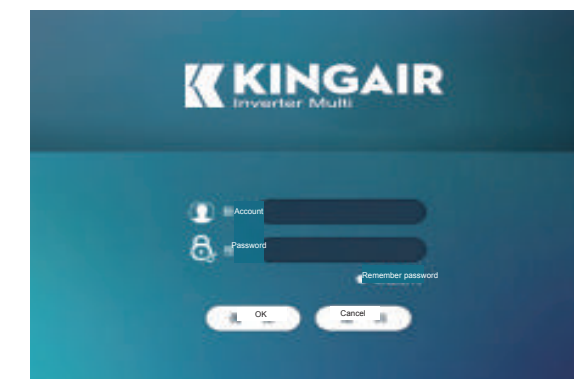 KINGAIR
Inverter Multi
Account
Password
Remember password
OK Cancel